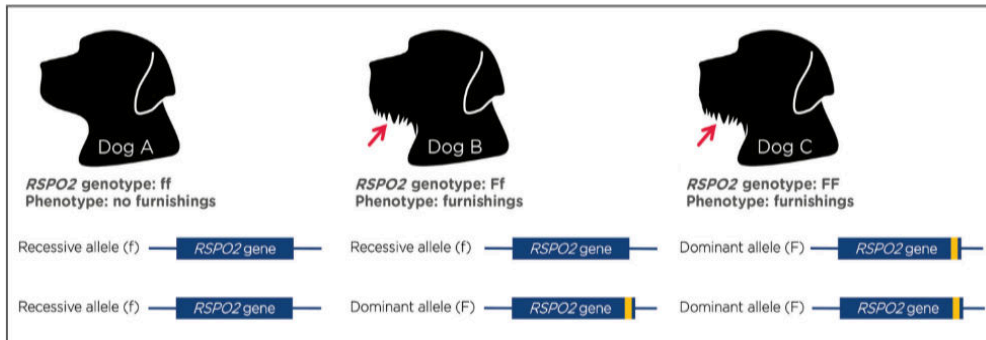 Dog A
RSPO2 genotype: ff
Phenotype: no furnishings
Recessive allele (f) RSPO2 gene
Recessive allele (f) RSPO2 gene
Dog B
RSPO2 genotype: Ff
Phenotype: furnishings
Recessive allele (f) RSPO2 gene
Dominant allele (F) RSPO2 gene
Dog C
RSPO2 genotype: FF
Phenotype: furnishings
Dominant allele (F) RSPO2 gene
Dominant allele (F) RSPO2 gene